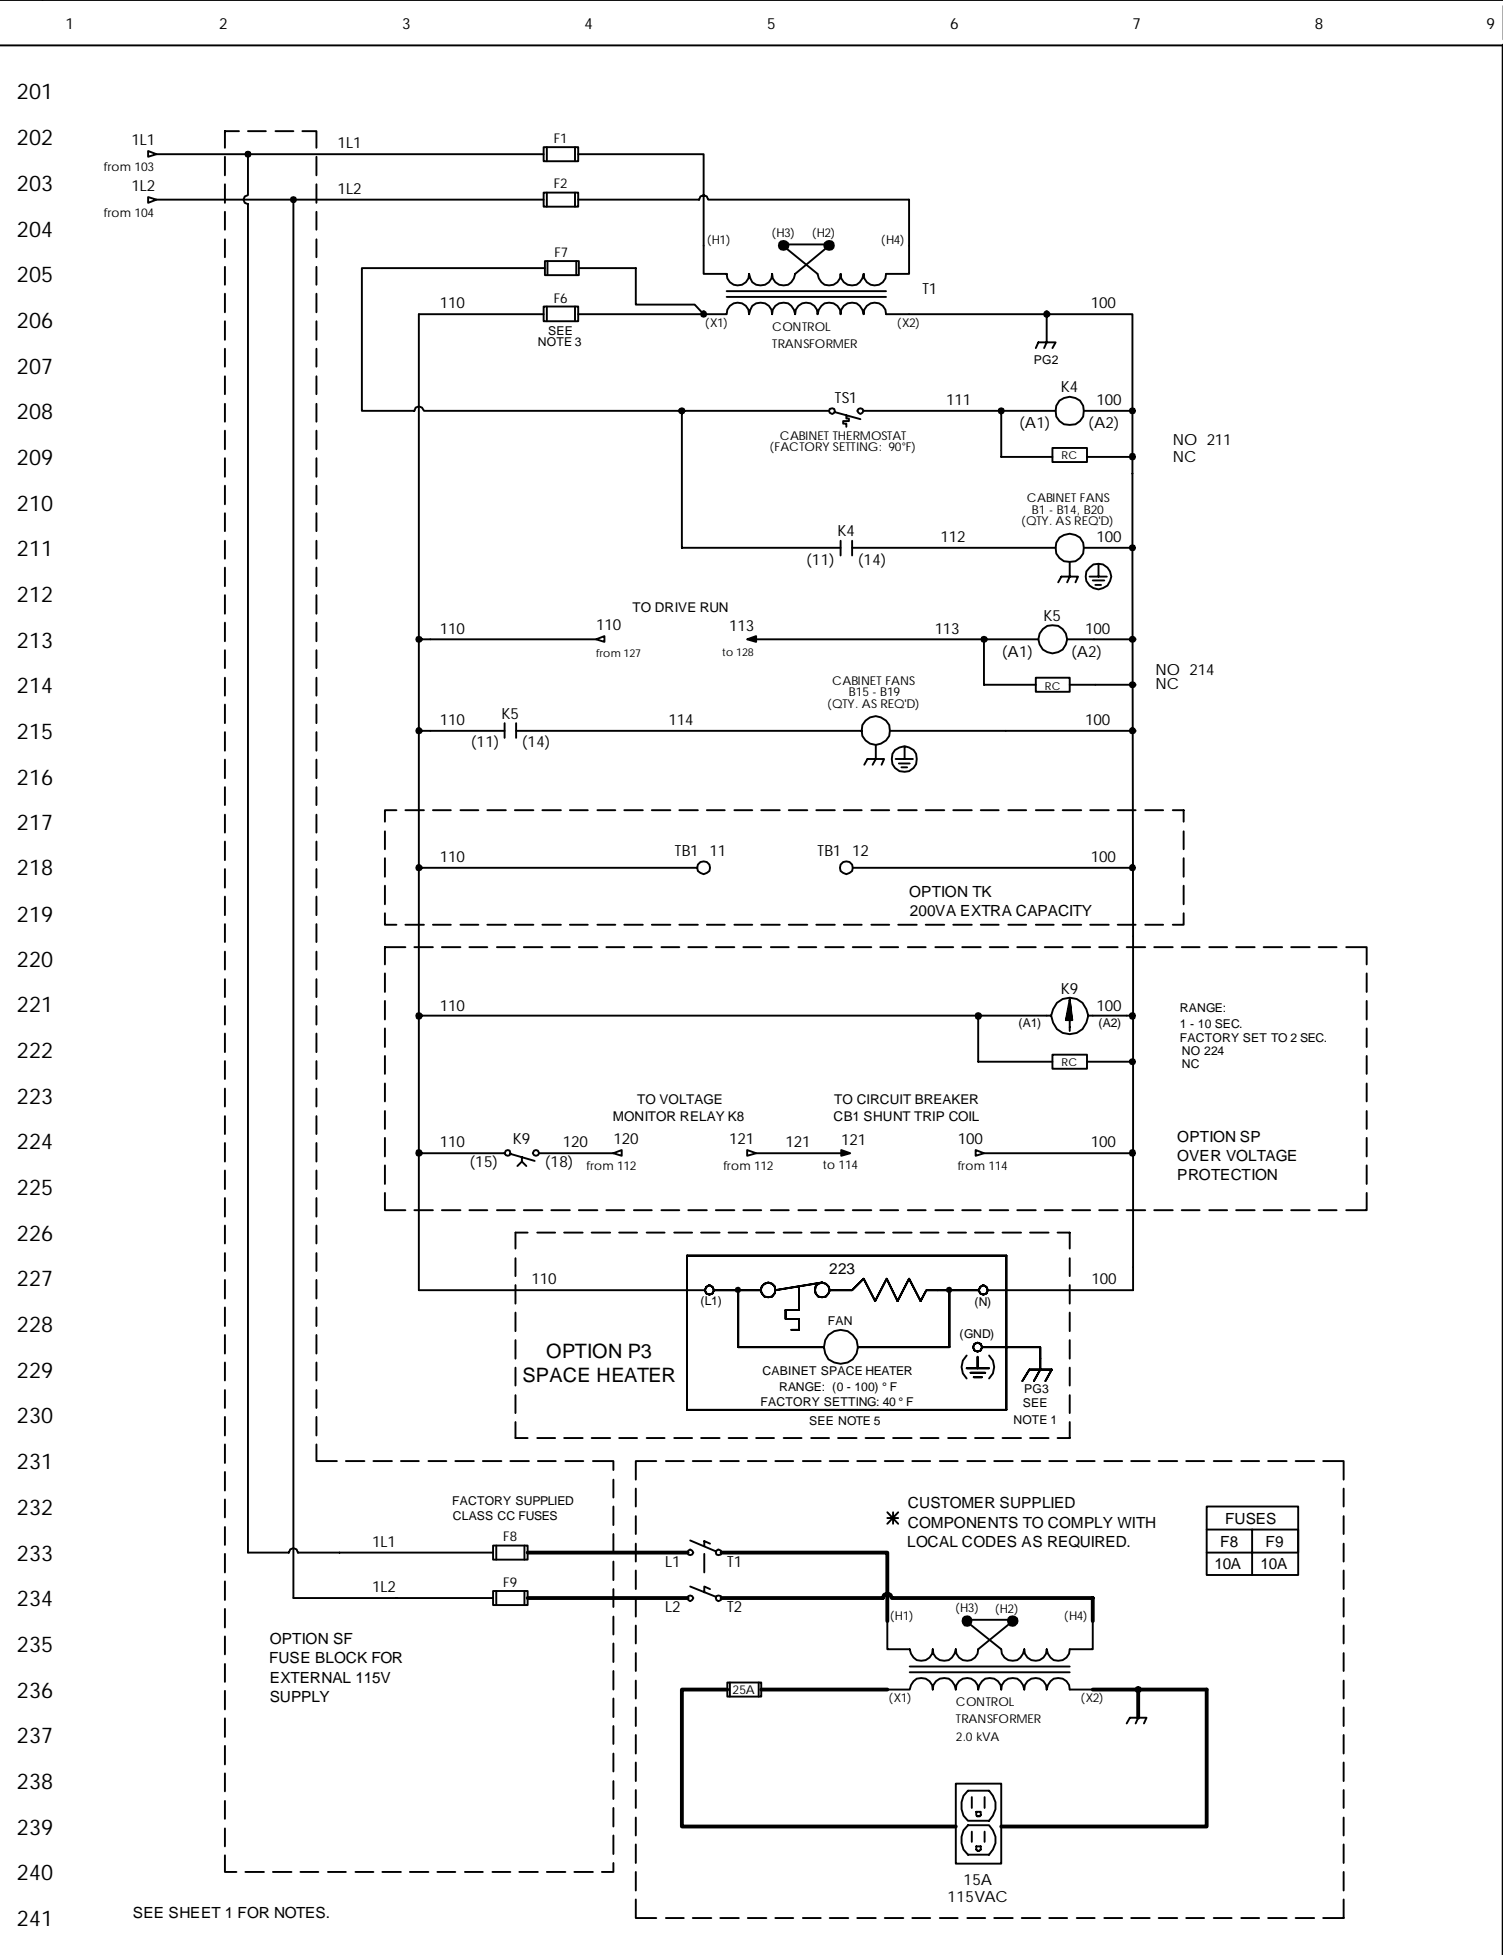 1 2 3 4 5 6 7 8 9
201
202
1L1
from 103
1L1
F1
203
1L2
from 104
1L2
F2
204
(H1)
(H3)
(H2)
(H4)
205
F7
T1
206
110
F6
SEE
NOTE 3
(X1)
CONTROL
TRANSFORMER
(X2)
100
PG2
207
208
TS1
CABINET THERMOSTAT
(FACTORY SETTING: 90°F)
111
K4
(A1)
(A2)
100
NO 211
NC
209
RC
210
CABINET FANS
B1 - B14, B20
(QTY. AS REQ'D)
211
K4
(11)
(14)
112
100
212
TO DRIVE RUN
213
110
110
from 127
113
to 128
113
K5
(A1)
(A2)
100
NO 214
NC
214
RC
CABINET FANS
B15 - B19
(QTY. AS REQ'D)
215
110
K5
(11)
(14)
114
100
216
217
218
110
TB1 11
TB1 12
100
OPTION TK
200VA EXTRA CAPACITY
219
220
221
110
K9
(A1)
(A2)
100
RANGE:
1 - 10 SEC.
FACTORY SET TO 2 SEC.
NO 224
NC
222
RC
223
TO VOLTAGE
MONITOR RELAY K8
TO CIRCUIT BREAKER
CB1 SHUNT TRIP COIL
224
110
K9
(15)
(18)
120
120
from 112
121
from 112
121
121
to 114
100
from 114
100
OPTION SP
OVER VOLTAGE
PROTECTION
225
226
227
110
223
(L1)
(N)
100
228
FAN
(GND)
OPTION P3
SPACE HEATER
229
CABINET SPACE HEATER
RANGE: (0 - 100) ° F
FACTORY SETTING: 40 ° F
SEE NOTE 5
PG3
SEE
NOTE 1
230
231
232
FACTORY SUPPLIED
CLASS CC FUSES
CUSTOMER SUPPLIED
COMPONENTS TO COMPLY WITH
LOCAL CODES AS REQUIRED.
FUSES
F8 F9
10A 10A
233
1L1
F8
L1
T1
234
1L2
F9
L2
T2
(H1)
(H3)
(H2)
(H4)
235
OPTION SF
FUSE BLOCK FOR
EXTERNAL 115V
SUPPLY
236
25A
(X1)
CONTROL
TRANSFORMER
2.0 kVA
(X2)
237
238
239
240
15A
115VAC
241
SEE SHEET 1 FOR NOTES.